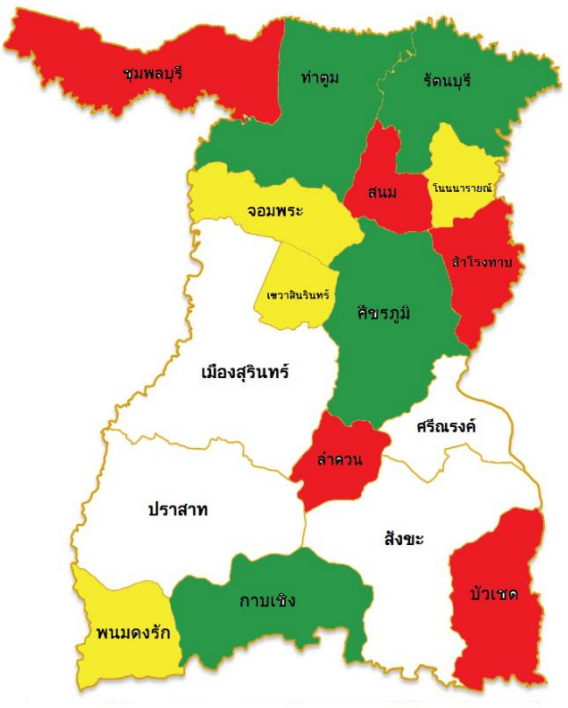 ชุมพลบุรี
ท่าตูม
รัตนบุรี
สนม
โนนนารายณ์
จอมพระ
สำโรงทาบ
เขวาสินรินทร์
ศีขรภูมิ
เมืองสุรินทร์
ศรีณรงค์
ลำดวน
ปราสาท
สังขะ
บัวเชด
กาบเชิง
พนมดงรัก